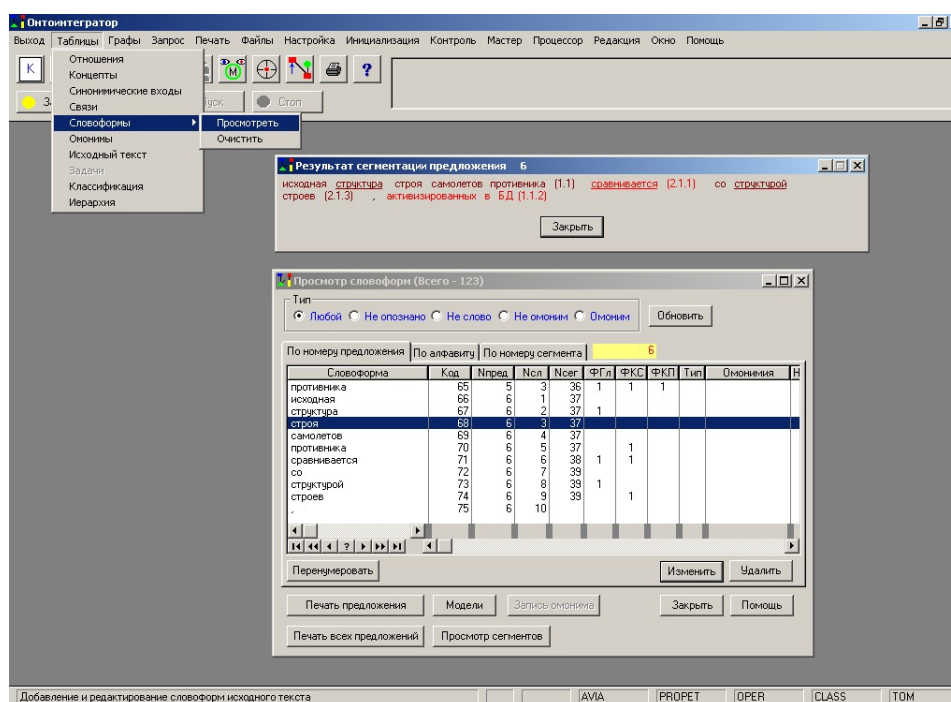 Онтоинтегратор
Выход Таблицы Графы Запрос Печать Файлы Настройка Инициализация Контроль Мастер Процессор Редакция Окно Помощь
К М ?
Отношения
Концепты
Синонимические входы
Связи
Стоп
Словоформы Просмотреть
Омонимы Очистить
Исходный текст
Задачи
Классификация
Иерархия
Результат сегментации предложения 6
исходная структура строя самолетов противника (1.1) сравнивается (2.1.1) со структурой
строев (2.1.3) , активизированных в БД (1.1.2)
Закрыть
Просмотр словоформ (Всего - 123)
Тип
Любой Не опознано Не слово Не омоним Омоним Обновить
По номеру предложения По алфавиту По номеру сегмента 6
Словоформа Код Nпред Nсл Nсег ФГл ФКС ФКП Тип Омонимия Н
противника 65 5 3 36 1 1 1
исходная 66 6 1 37
структура 67 6 2 37 1
строя 68 6 3 37
самолетов 69 6 4 37
противника 70 6 5 37 1
сравнивается 71 6 6 38 1 1
со 72 6 7 39
структурой 73 6 8 39 1
строев 74 6 9 39 1
, 75 6 10
Перенумеровать Изменить Удалить
Печать предложения Модели Запись омонима Закрыть Помощь
Печать всех предложений Просмотр сегментов
Добавление и редактирование словоформ исходного текста AVIA PROPET OPER CLASS TOM